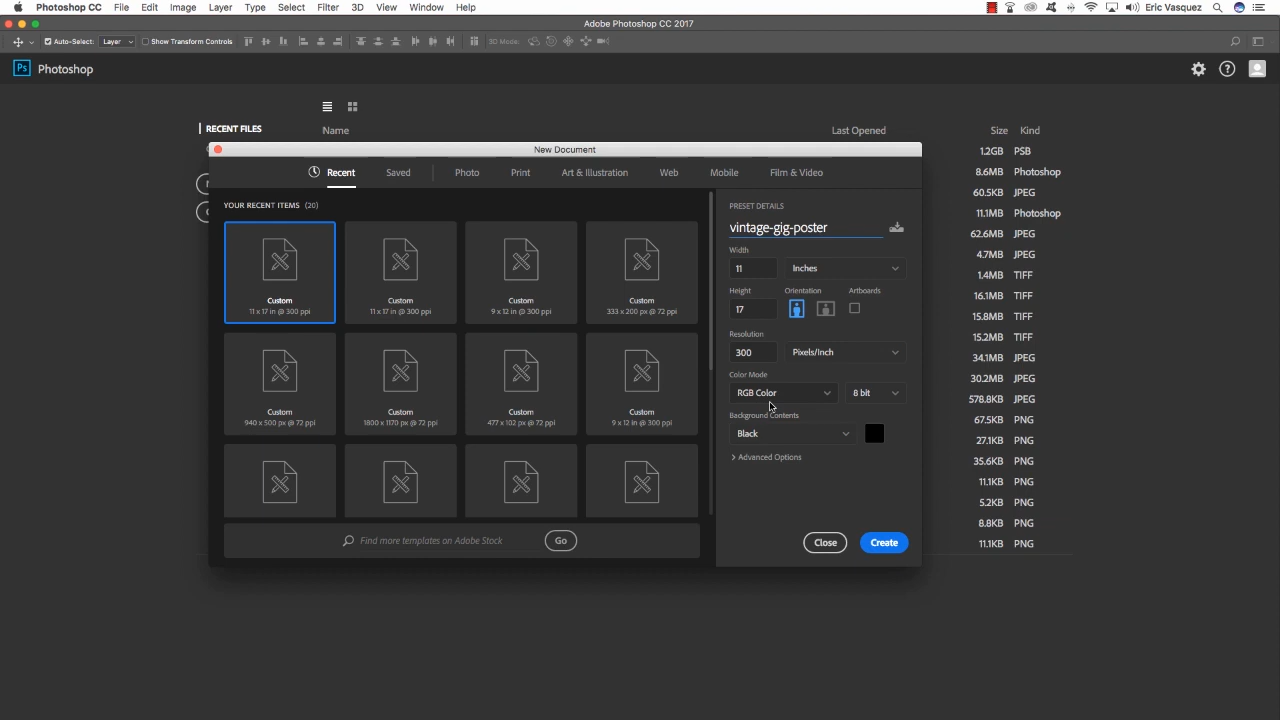 Photoshop CC File Edit Image Layer Type Select Filter 3D View Window Help Eric Vasquez
Adobe Photoshop CC 2017
Auto-Select: Layer Show Transform Controls 3D Mode:
Ps Photoshop
RECENT FILES
Name Last Opened Size Kind
New Document
1.2GB PSB
8.6MB Photoshop
60.5KB JPEG
11.1MB Photoshop
62.6MB JPEG
4.7MB JPEG
1.4MB TIFF
16.1MB TIFF
15.8MB TIFF
15.2MB TIFF
34.1MB JPEG
30.2MB JPEG
578.8KB JPEG
67.5KB PNG
27.1KB PNG
35.6KB PNG
11.1KB PNG
5.2KB PNG
8.8KB PNG
11.1KB PNG
Recent Saved Photo Print Art & Illustration Web Mobile Film & Video
YOUR RECENT ITEMS (20)
Custom
11 x 17 in @ 300 ppi
Custom
11 x 17 in @ 300 ppi
Custom
9 x 12 in @ 300 ppi
Custom
333 x 200 px @ 72 ppi
Custom
940 x 500 px @ 72 ppi
Custom
1800 x 1170 px @ 72 ppi
Custom
477 x 102 px @ 72 ppi
Custom
9 x 12 in @ 300 ppi
Find more templates on Adobe Stock Go
PRESET DETAILS
vintage-gig-poster
Width
11 Inches
Height Orientation Artboards
17
Resolution
300 Pixels/Inch
Color Mode
RGB Color 8 bit
Background Contents
Black
Advanced Options
Close Create